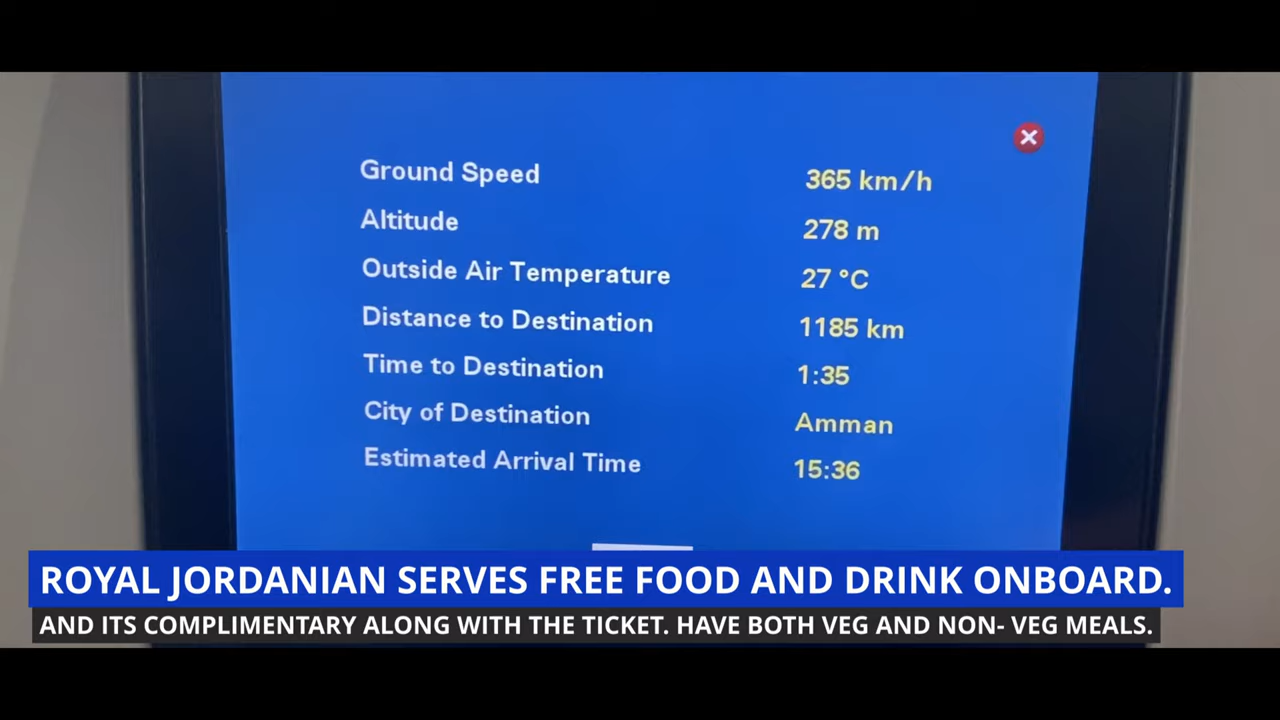 Ground Speed 365 km/h
Altitude 278 m
Outside Air Temperature 27 °C
Distance to Destination 1185 km
Time to Destination 1:35
City of Destination Amman
Estimated Arrival Time 15:36
ROYAL JORDANIAN SERVES FREE FOOD AND DRINK ONBOARD.
AND ITS COMPLIMENTARY ALONG WITH THE TICKET. HAVE BOTH VEG AND NON- VEG MEALS.